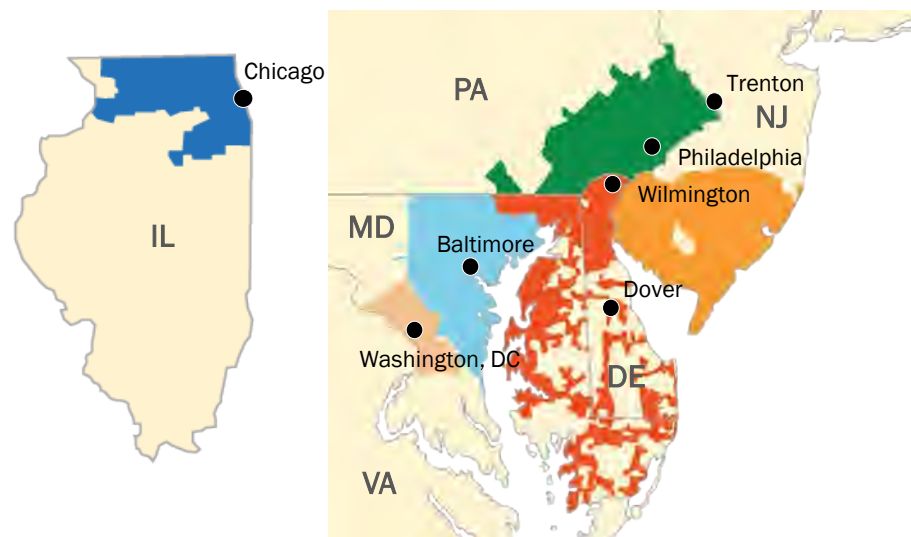 Chicago
IL
PA
Trenton
NJ
Philadelphia
Wilmington
MD
Baltimore
Dover
Washington, DC
DE
VA